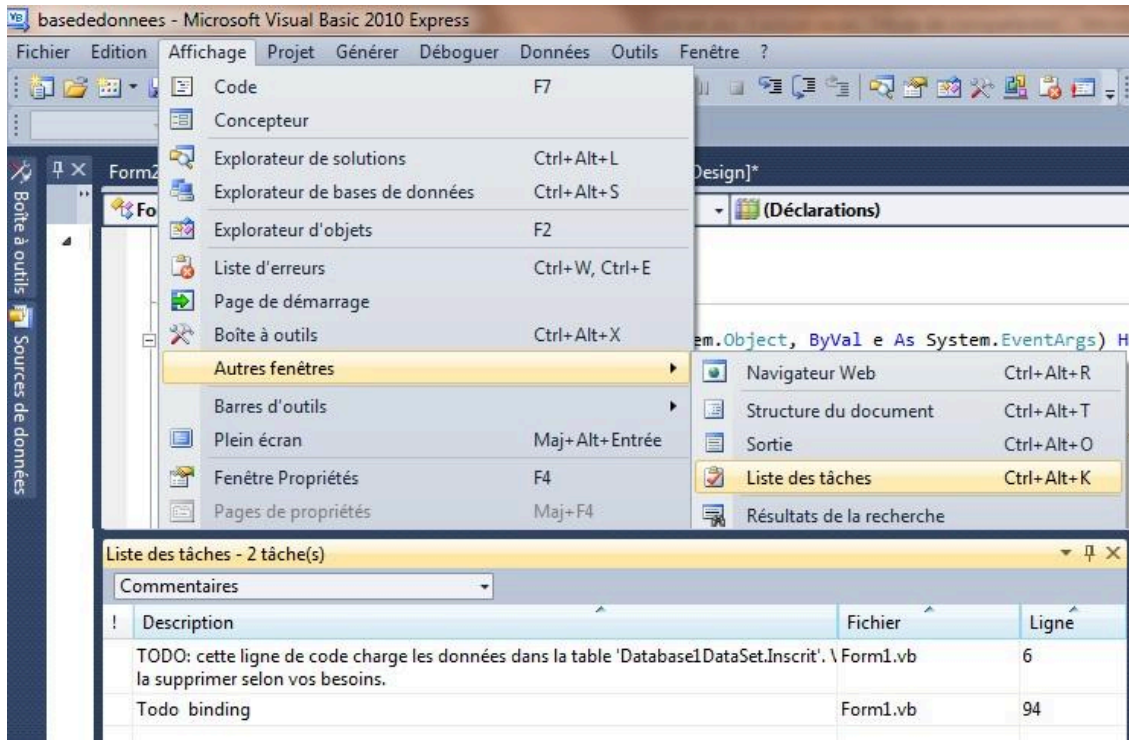 basededonnees - Microsoft Visual Basic 2010 Express
Fichier Edition Affichage Projet Générer Déboguer Données Outils Fenêtre ?
Code F7
Concepteur
Explorateur de solutions Ctrl+Alt+L
Explorateur de bases de données Ctrl+Alt+S
Explorateur d'objets F2
Liste d'erreurs Ctrl+W, Ctrl+E
Page de démarrage
Boîte à outils Ctrl+Alt+X
Autres fenêtres
Barres d'outils
Plein écran Maj+Alt+Entrée
Fenêtre Propriétés F4
Pages de propriétés Maj+F4
Boîte à outils
Sources de données
Form2
Design]*
Fo
(Déclarations)
em.Object, ByVal e As System.EventArgs) H
Navigateur Web Ctrl+Alt+R
Structure du document Ctrl+Alt+T
Sortie Ctrl+Alt+O
Liste des tâches Ctrl+Alt+K
Résultats de la recherche
Liste des tâches - 2 tâche(s)
Commentaires
! Description Fichier Ligne
TODO: cette ligne de code charge les données dans la table 'Database1DataSet.Inscrit'. Form1.vb 6
la supprimer selon vos besoins.
Todo binding Form1.vb 94